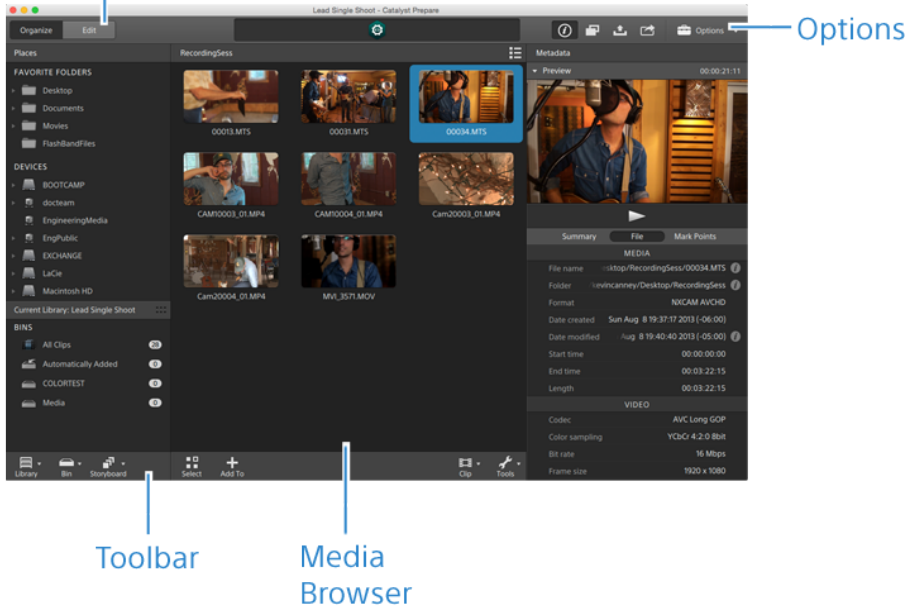 Lead Single Shoot - Catalyst Prepare
Organize Edit
Options
Options
Places
RecordingSess
Metadata
Preview 00:00:21:11
FAVORITE FOLDERS
Desktop
Documents
Movies
FlashBandFiles
DEVICES
BOOTCAMP
docteam
EngineeringMedia
EngPublic
EXCHANGE
LaCie
Macintosh HD
Current Library: Lead Single Shoot
BINS
All Clips 28
Automatically Added 0
COLORTEST 0
Media 0
00013.MTS 00031.MTS 00034.MTS
CAM10003_01.MP4 CAM10004_01.MP4 Cam20003_01.MP4
Cam20004_01.MP4 MVI_3571.MOV
Summary File Mark Points
MEDIA
File name sktop/RecordingSess/00034.MTS
Folder evincanney/Desktop/RecordingSess
Format NXCAM AVCHD
Date created Sun Aug 8 19:37:17 2013 (-06:00)
Date modified Aug 8 19:40:40 2013 (-05:00)
Start time 00:00:00:00
End time 00:03:22:15
Length 00:03:22:15
VIDEO
Codec AVC Long GOP
Color sampling YCbCr 4:2:0 8bit
Bit rate 16 Mbps
Frame size 1920 x 1080
Library Bin Storyboard
Select Add To
Clip Tools
Toolbar
Media
Browser